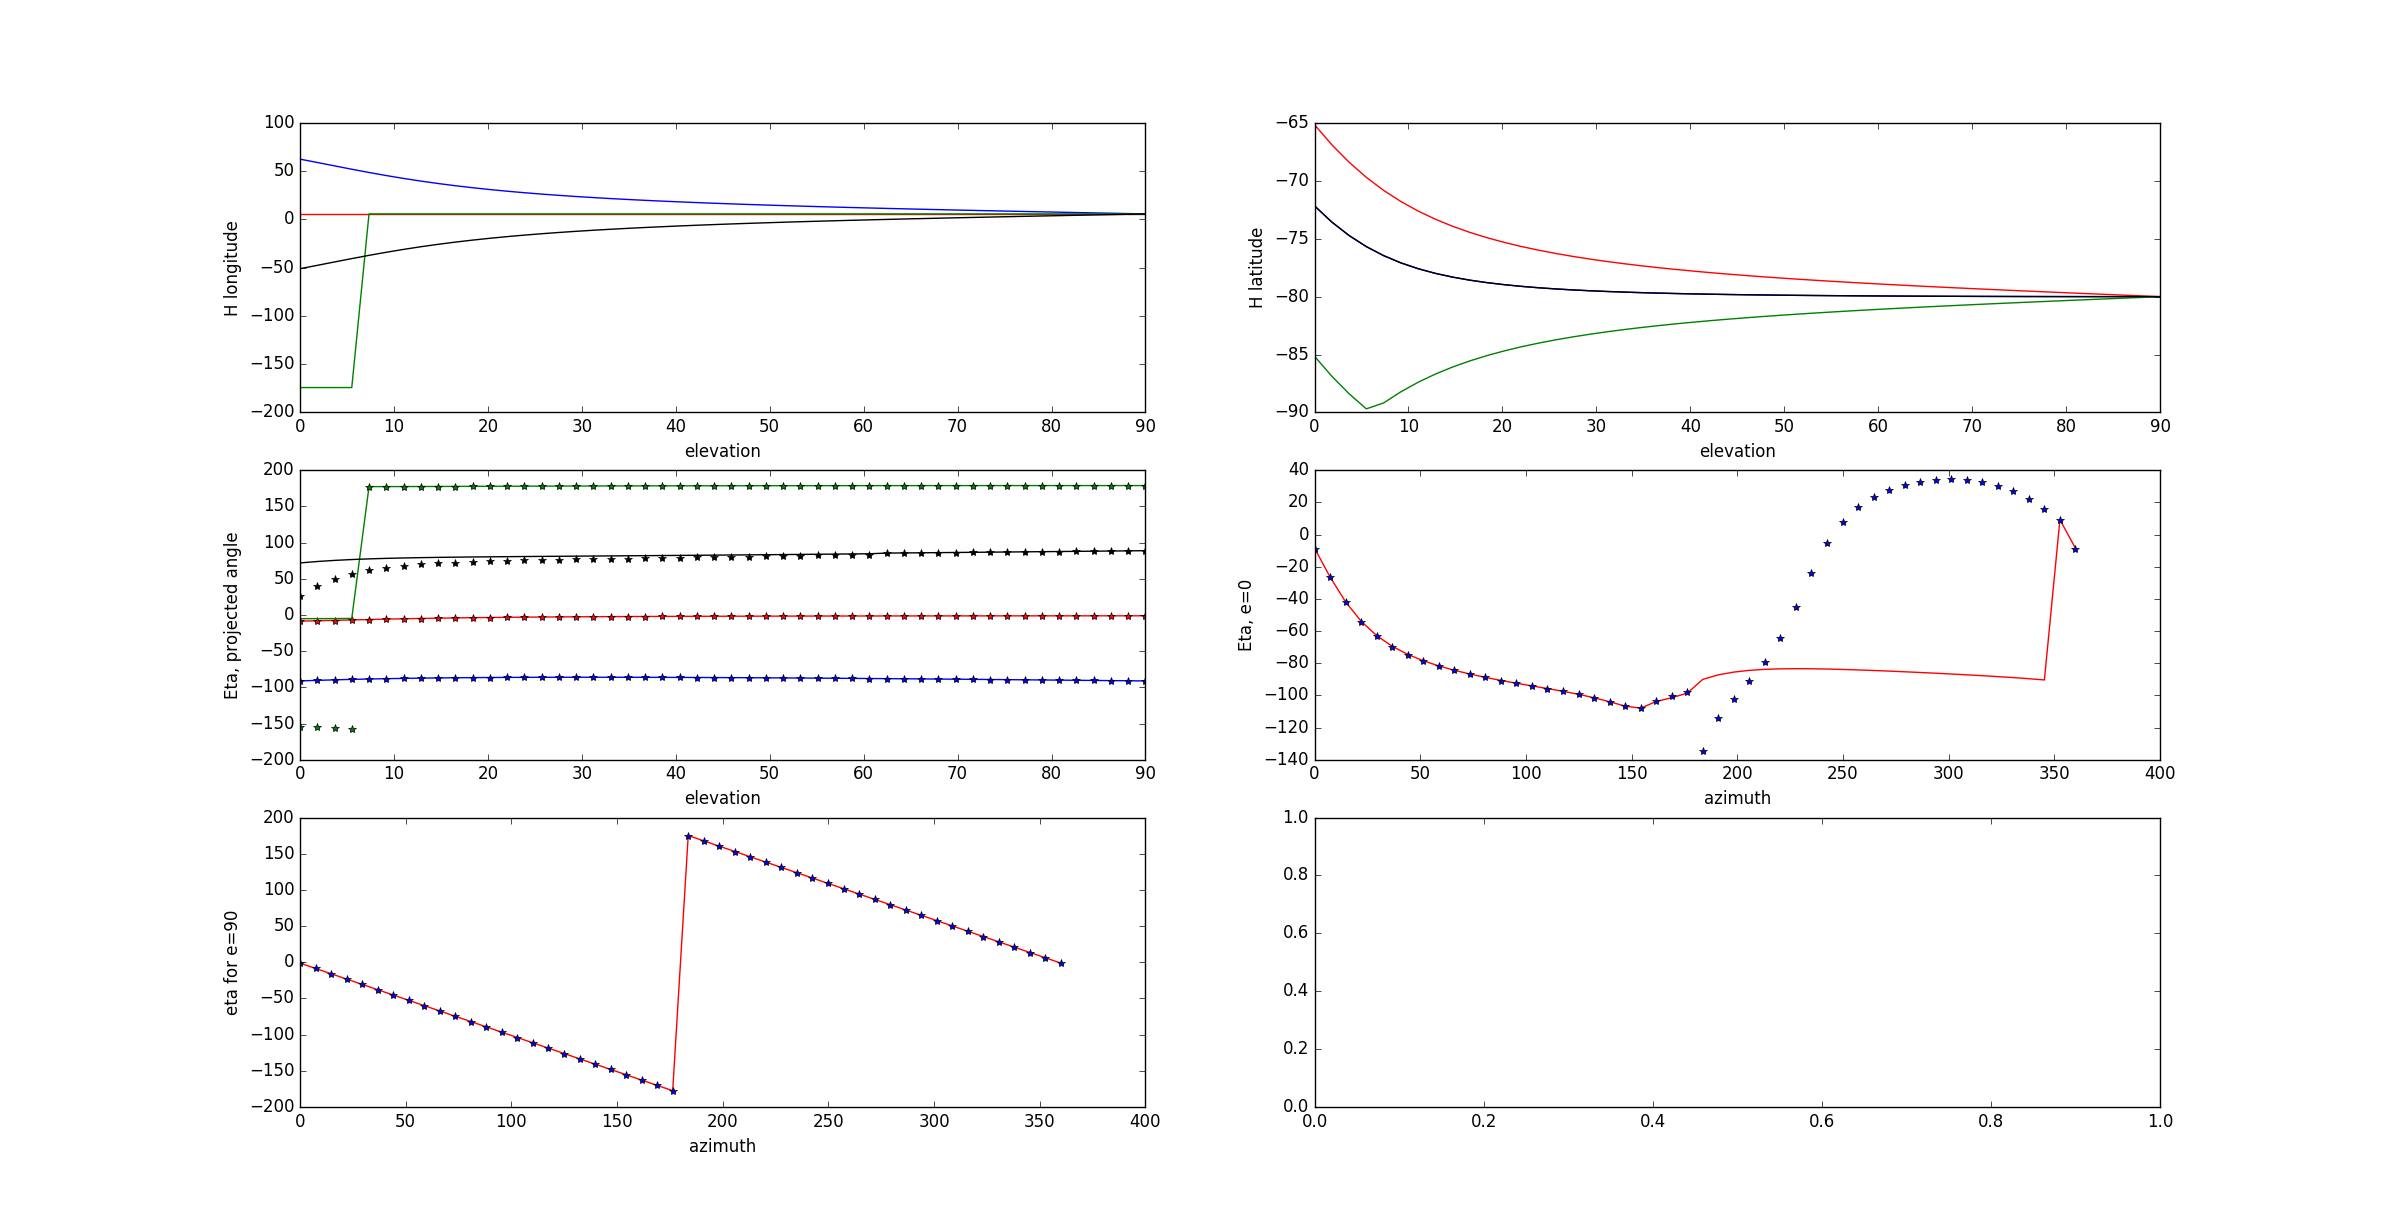 100
50
0
−50
−100
−150
−200
H longitude
0 10 20 30 40 50 60 70 80 90
elevation
−65
−70
−75
−80
−85
−90
H latitude
0 10 20 30 40 50 60 70 80 90
elevation
200
150
100
50
0
−50
−100
−150
−200
Eta, projected angle
0 10 20 30 40 50 60 70 80 90
elevation
40
20
0
−20
−40
−60
−80
−100
−120
−140
Eta, e=0
0 50 100 150 200 250 300 350 400
azimuth
200
150
100
50
0
−50
−100
−150
−200
eta for e=90
0 50 100 150 200 250 300 350 400
azimuth
1.0
0.8
0.6
0.4
0.2
0.0
0.0 0.2 0.4 0.6 0.8 1.0